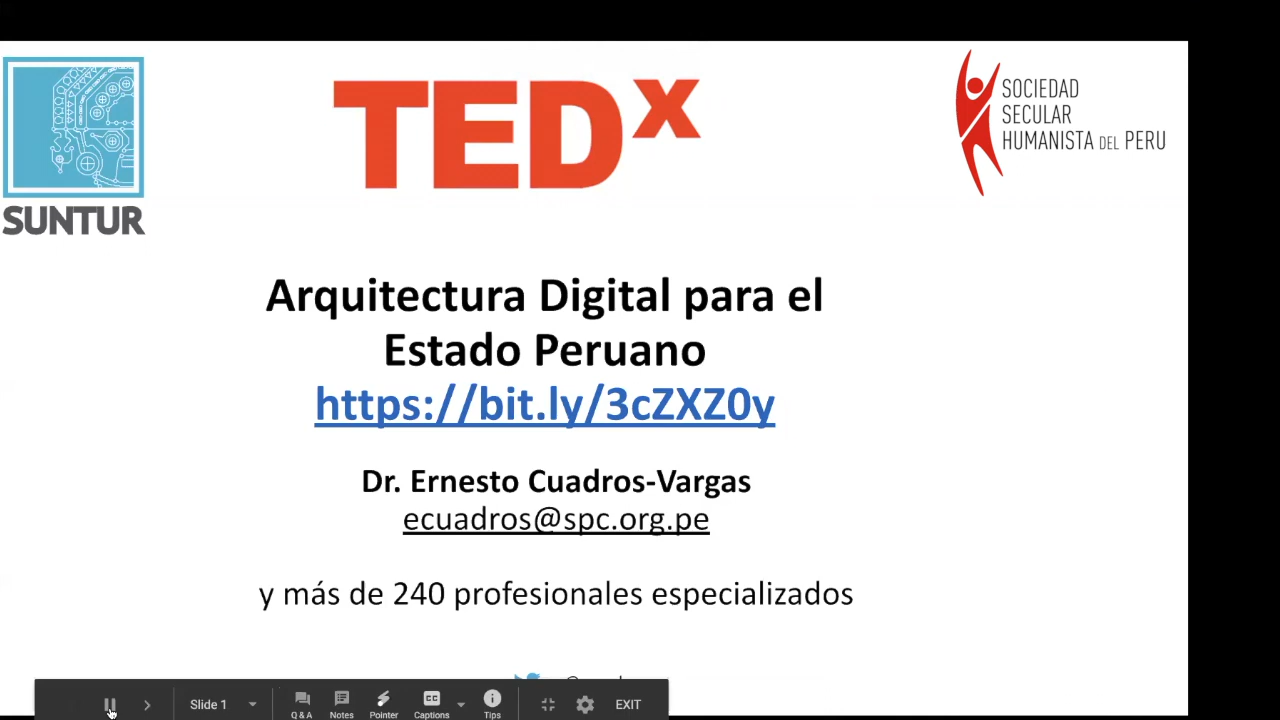 SUNTUR
TEDx
SOCIEDAD
SECULAR
HUMANISTA DEL PERU
Arquitectura Digital para el
Estado Peruano
https://bit.ly/3cZXZ0y
Dr. Ernesto Cuadros-Vargas
ecuadros@spc.org.pe
y más de 240 profesionales especializados
Slide 1
Q & A
Notes
Pointer
CC
Captions
Tips
EXIT